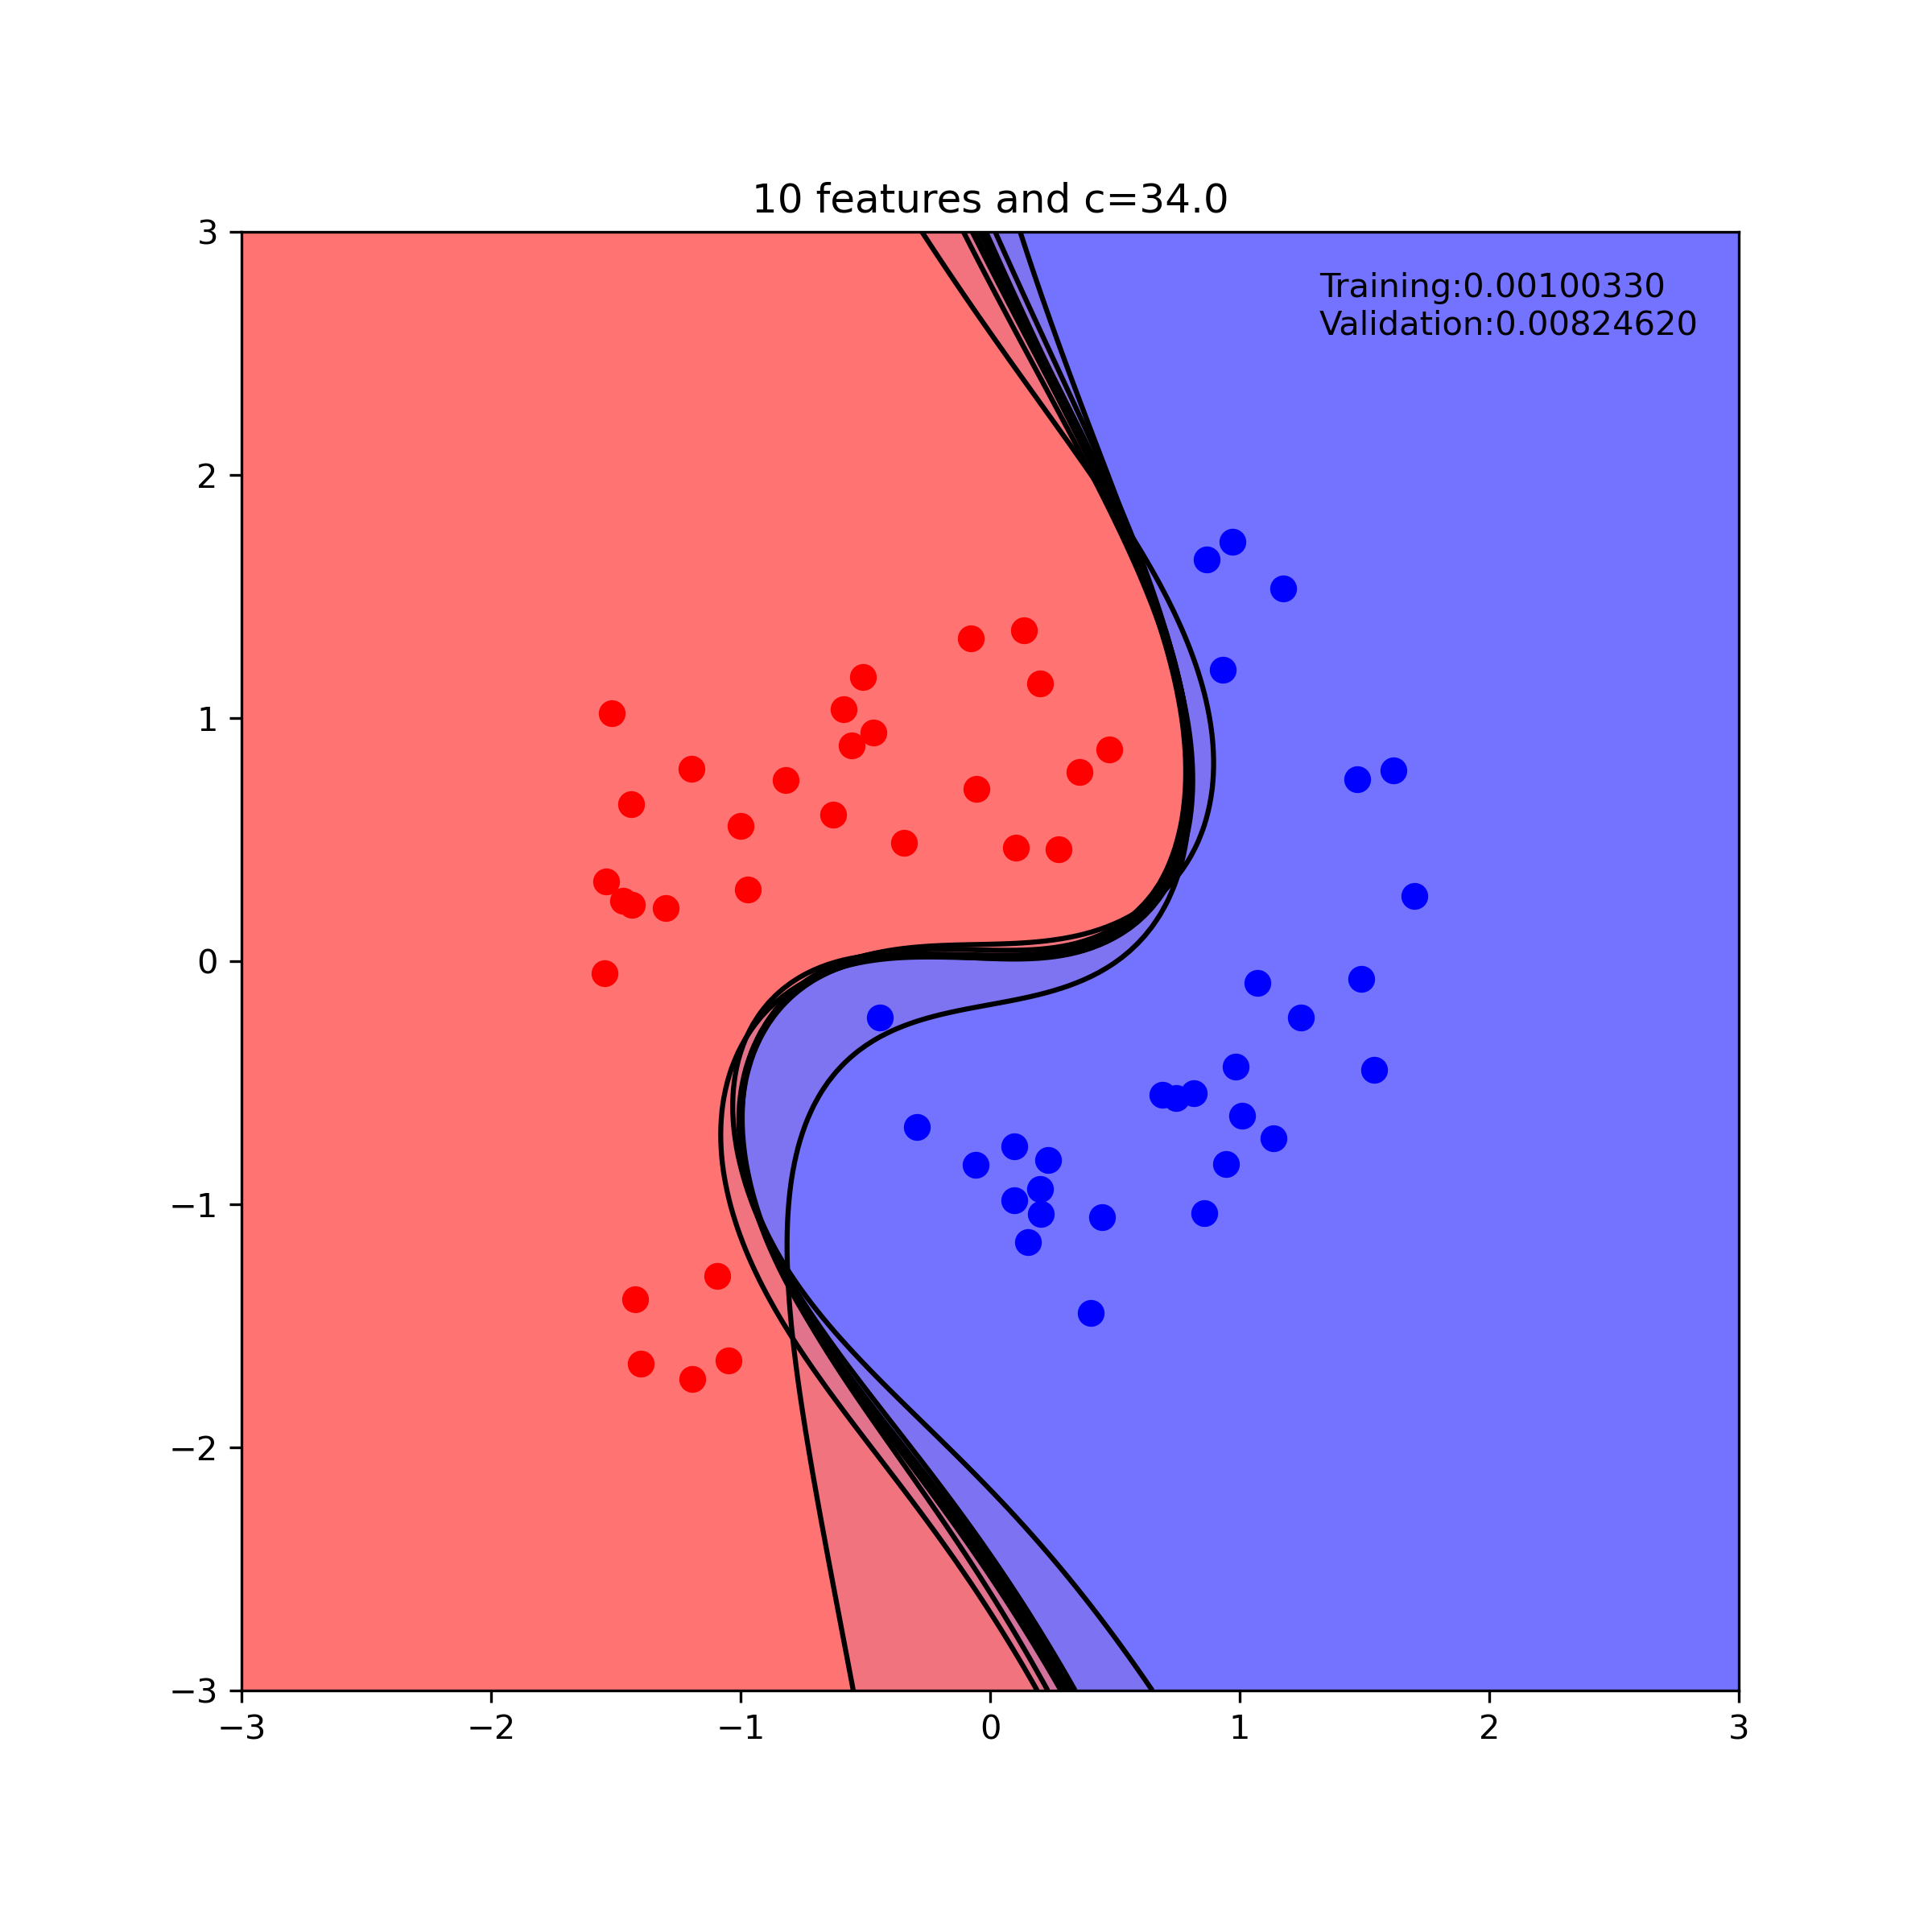 10 features and c=34.0
Training:0.00100330
Validation:0.00824620
3
2
1
0
−1
−2
−3
−3 −2 −1 0 1 2 3